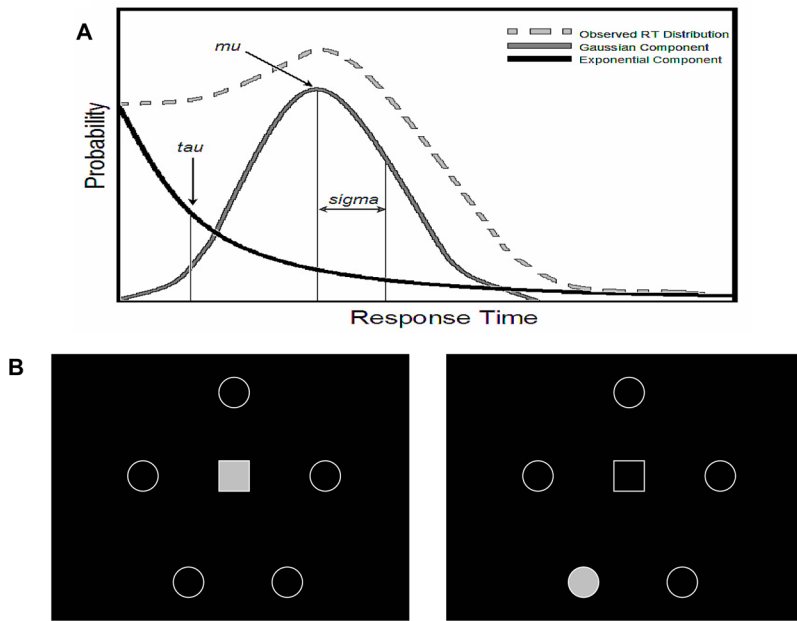 A
mu
Observed RT Distribution
Gaussian Component
Exponential Component
Probability
tau
sigma
Response Time
B